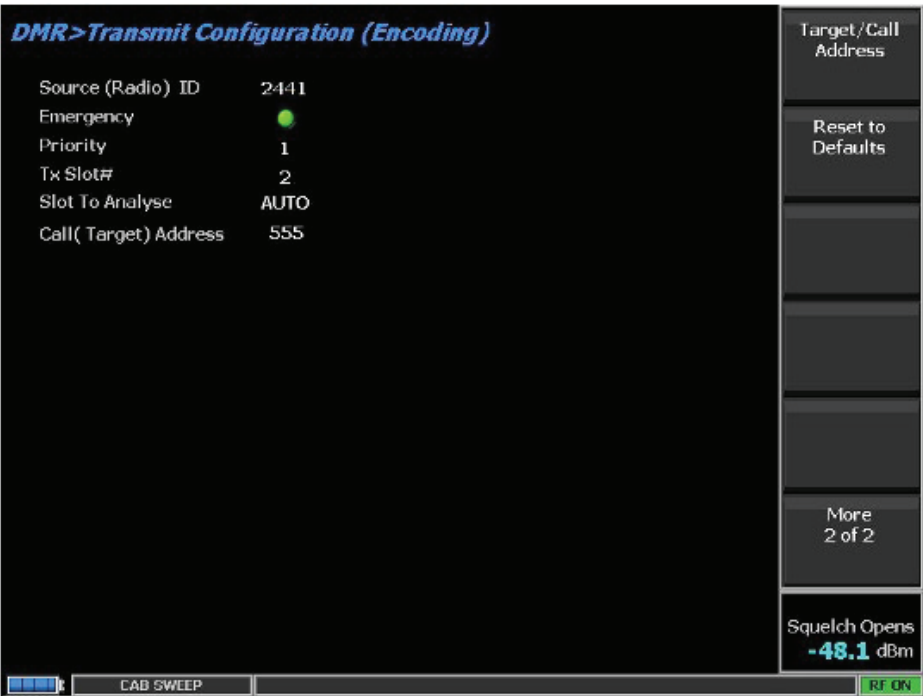 DMR>Transmit Configuration (Encoding)
Source (Radio) ID 2441
Emergency
Priority 1
Tx Slot# 2
Slot To Analyse AUTO
Call( Target) Address 555
Target/Call
Address
Reset to
Defaults
More
2 of 2
Squelch Opens
-48.1 dBm
CAB SWEEP
RF ON